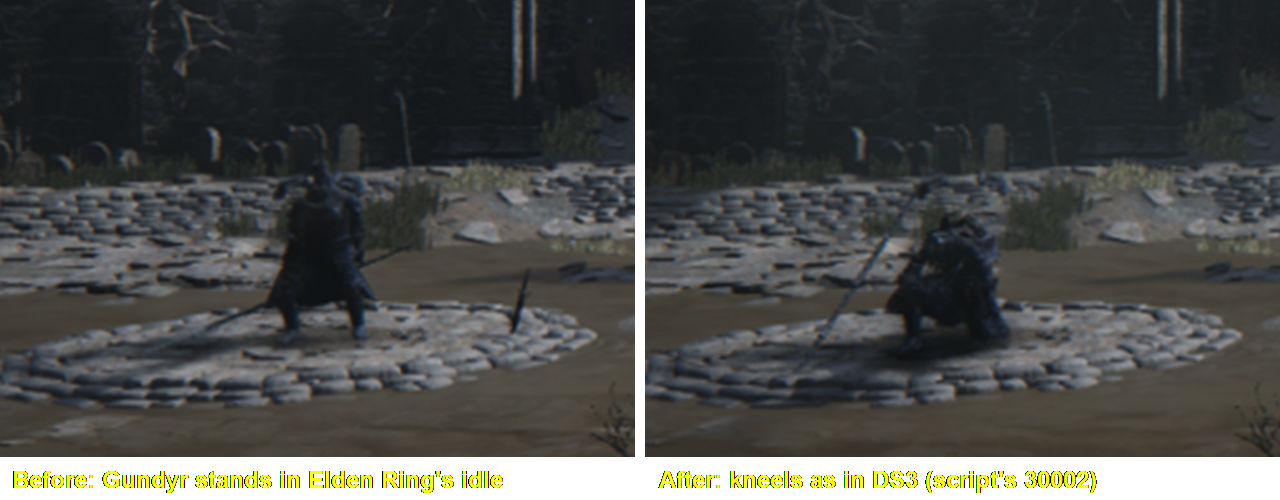 Before: Gundyr stands in Elden Ring's idle
After: kneels as in DS3 (script's 30002)